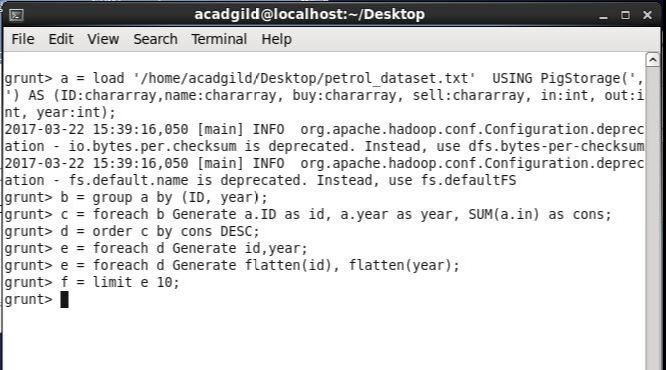 acadgild@localhost:~/Desktop
File Edit View Search Terminal Help
grunt> a = load '/home/acadgild/Desktop/petrol_dataset.txt'  USING PigStorage(',
') AS (ID:chararray,name:chararray, buy:chararray, sell:chararray, in:int, out:i
nt, year:int);
2017-03-22 15:39:16,050 [main] INFO  org.apache.hadoop.conf.Configuration.deprec
ation - io.bytes.per.checksum is deprecated. Instead, use dfs.bytes-per-checksum
2017-03-22 15:39:16,050 [main] INFO  org.apache.hadoop.conf.Configuration.deprec
ation - fs.default.name is deprecated. Instead, use fs.defaultFS
grunt> b = group a by (ID, year);
grunt> c = foreach b Generate a.ID as id, a.year as year, SUM(a.in) as cons;
grunt> d = order c by cons DESC;
grunt> e = foreach d Generate id,year;
grunt> e = foreach d Generate flatten(id), flatten(year);
grunt> f = limit e 10;
grunt>